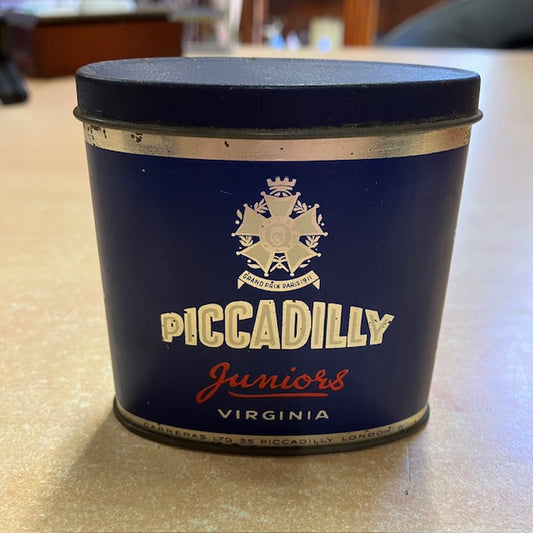 GRAND PRIX PARIS 1911
PICCADILLY
Juniors
VIRGINIA
CARRERAS LTD 55 PICCADILLY LONDON